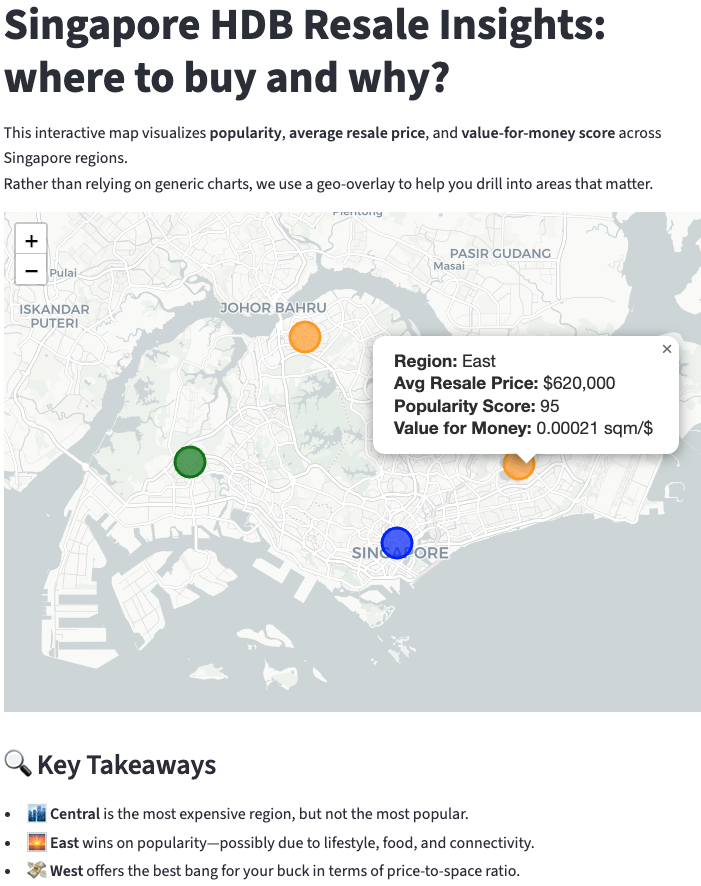 Singapore HDB Resale Insights:
where to buy and why?
This interactive map visualizes popularity, average resale price, and value-for-money score across
Singapore regions.
Rather than relying on generic charts, we use a geo-overlay to help you drill into areas that matter.
Plentong
+
−
PASIR GUDANG
Masai
Pulai
ISKANDAR
PUTERI
JOHOR BAHRU
×
Region: East
Avg Resale Price: $620,000
Popularity Score: 95
Value for Money: 0.00021 sqm/$
SINGAPORE
🔍 Key Takeaways
• 🏙️ Central is the most expensive region, but not the most popular.
• 🌅 East wins on popularity—possibly due to lifestyle, food, and connectivity.
• 💸 West offers the best bang for your buck in terms of price-to-space ratio.